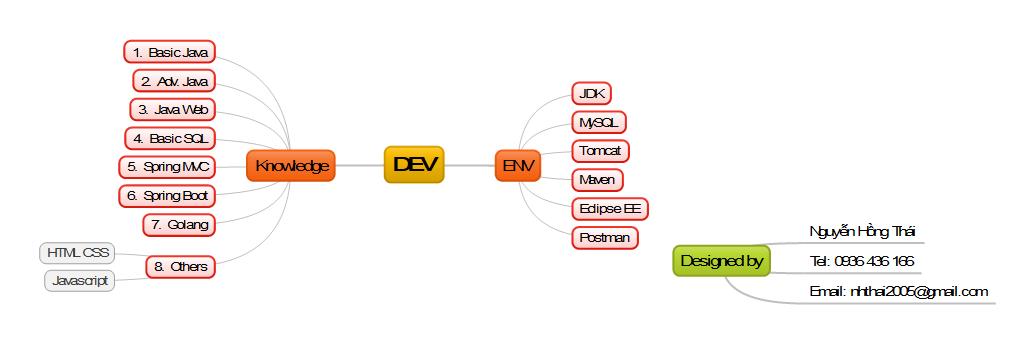 1. Basic Java
2. Adv. Java
3. Java Web
4. Basic SQL
5. Spring MVC
6. Spring Boot
7. Golang
8. Others
HTML CSS
Javascript
Knowledge
DEV
ENV
JDK
MySQL
Tomcat
Maven
Eclipse EE
Postman
Designed by
Nguyễn Hồng Thái
Tel: 0936 436 166
Email: nhthai2005@gmail.com